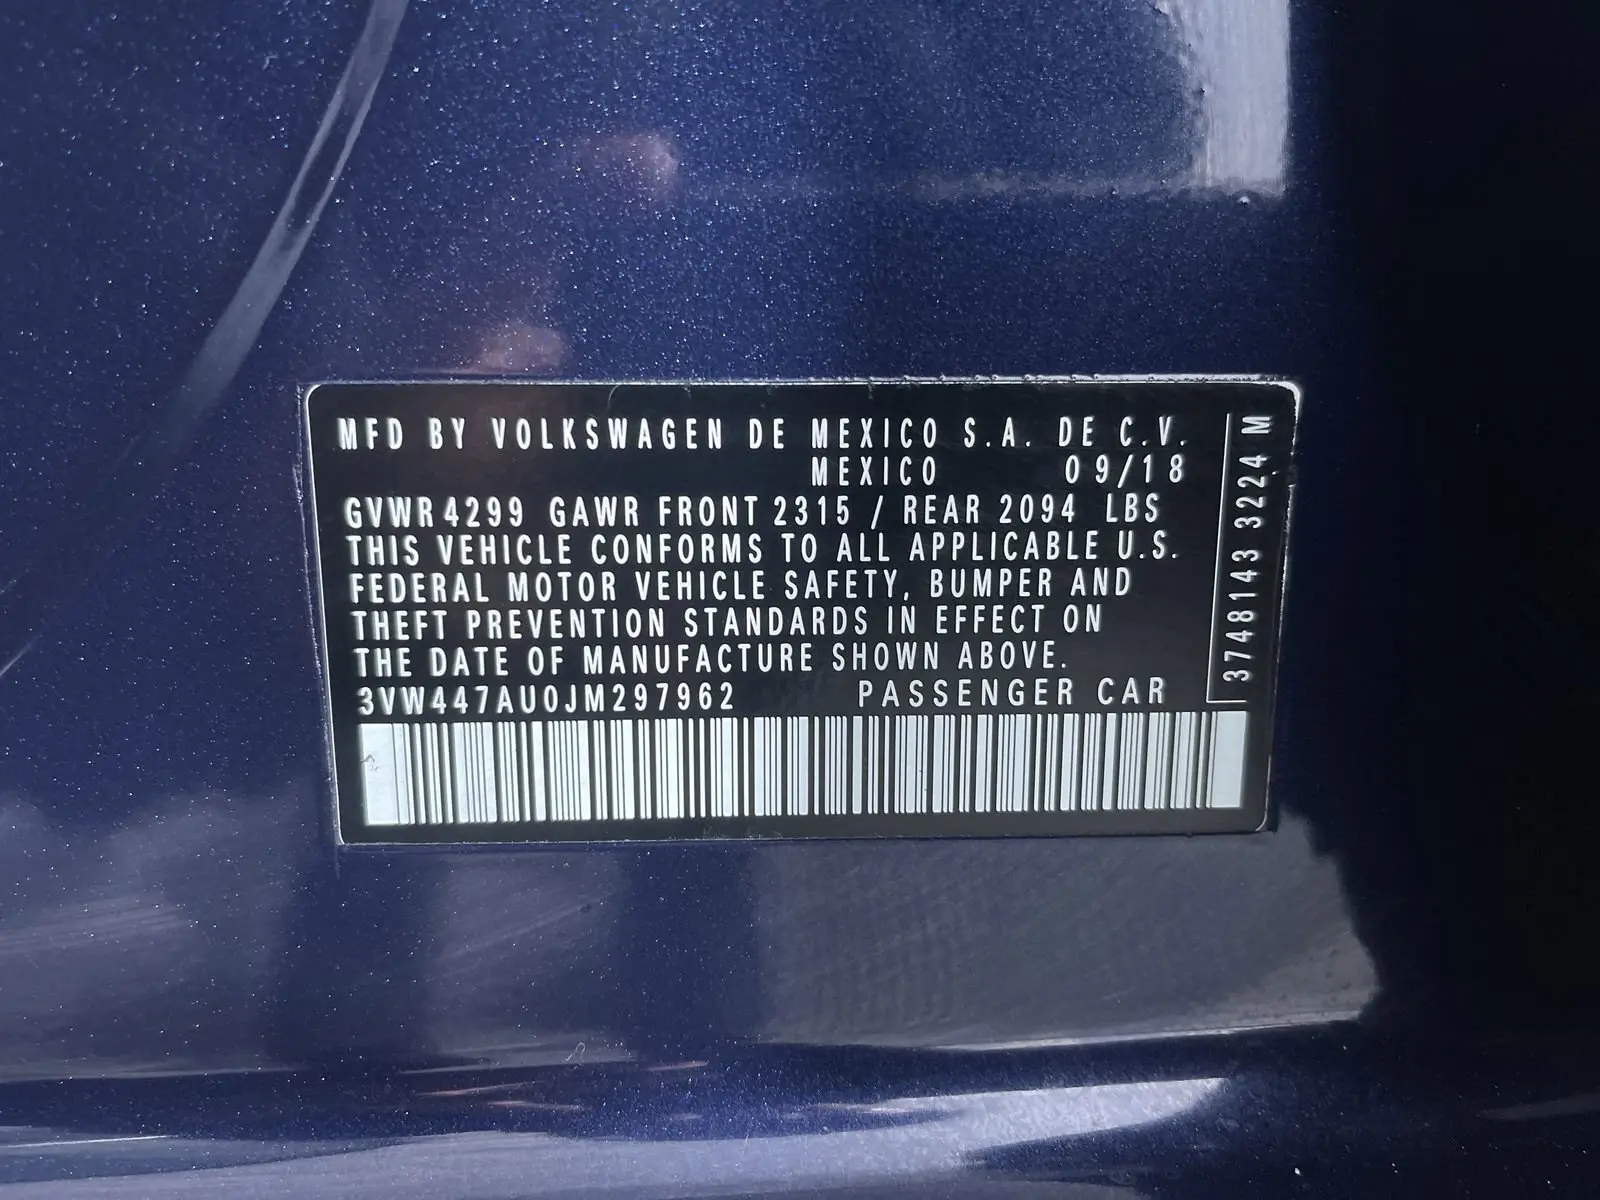 MFD BY VOLKSWAGEN DE MEXICO S.A. DE C.V.
MEXICO 09/18
GVWR 4299 GAWR FRONT 2315 / REAR 2094 LBS
THIS VEHICLE CONFORMS TO ALL APPLICABLE U.S.
FEDERAL MOTOR VEHICLE SAFETY, BUMPER AND
THEFT PREVENTION STANDARDS IN EFFECT ON
THE DATE OF MANUFACTURE SHOWN ABOVE.
3VW447AU0JM297962 PASSENGER CAR
3748143 3224 M